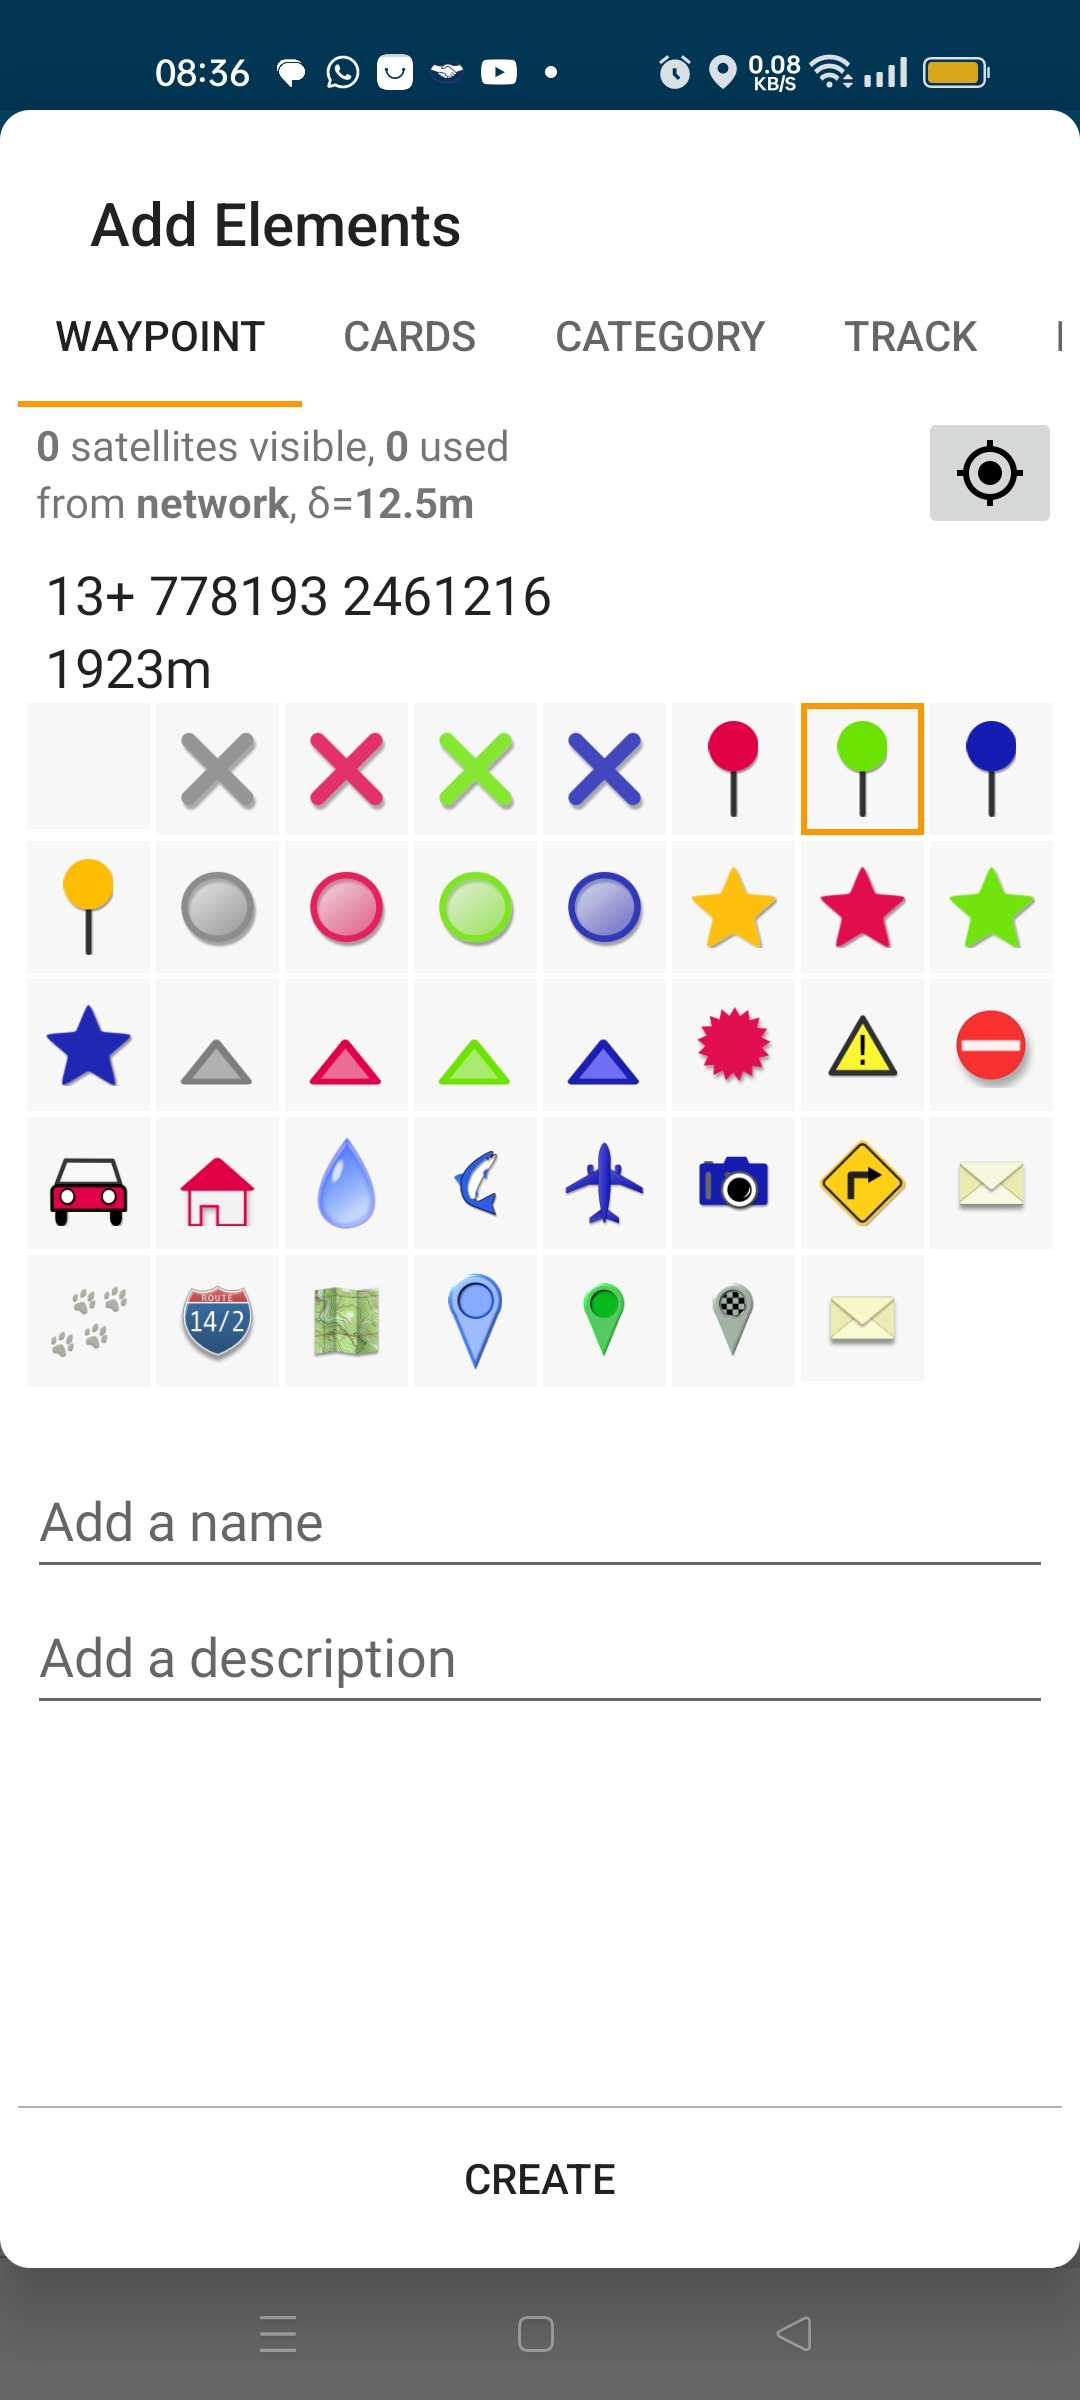 08:36
0.08
KB/S
Add Elements
WAYPOINT CARDS CATEGORY TRACK
0 satellites visible, 0 used
from network, δ=12.5m
13+ 778193 2461216
1923m
!
ROUTE
14/2
Add a name
Add a description
CREATE